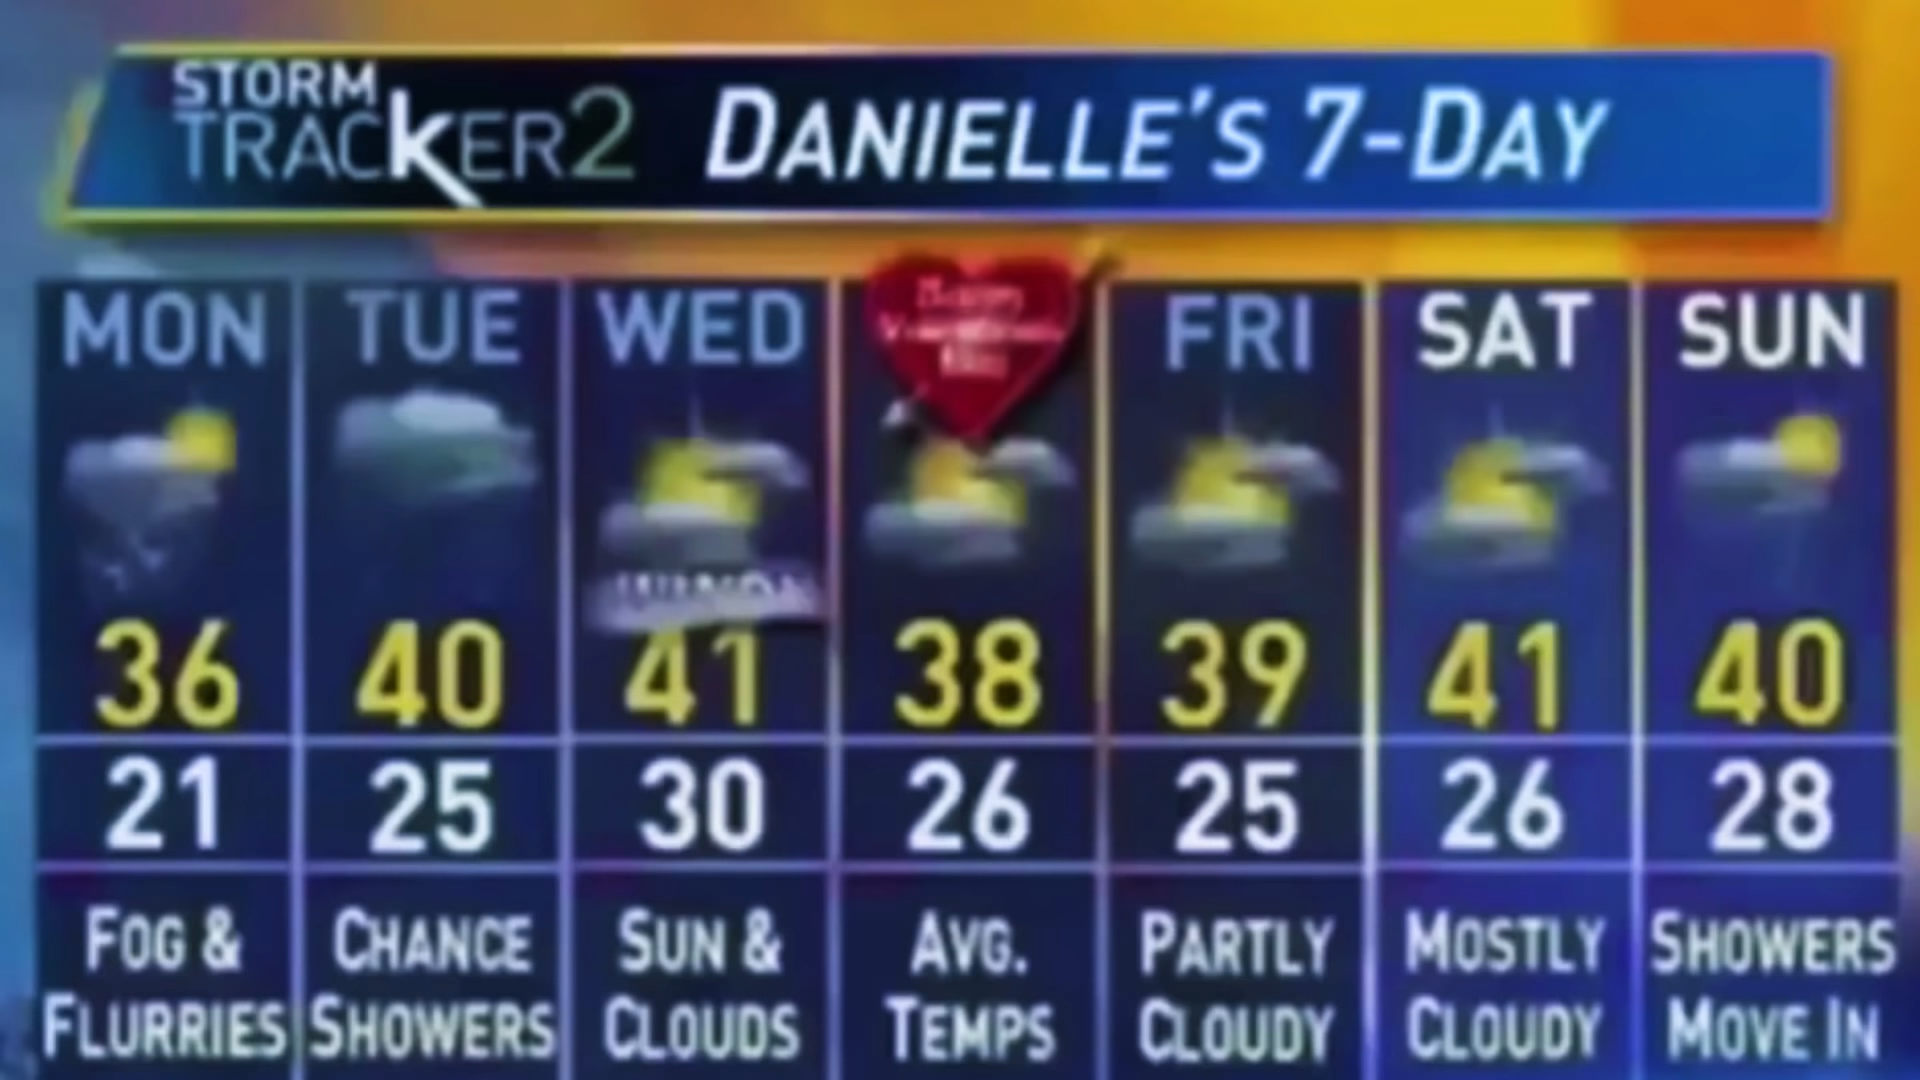 STORM
TRACKER2
DANIELLE'S 7-DAY
MON TUE WED FRI SAT SUN
36 40 41 38 39 41 40
21 25 30 26 25 26 28
FOG & CHANCE SUN & AVG. PARTLY MOSTLY SHOWERS
FLURRIES SHOWERS CLOUDS TEMPS CLOUDY CLOUDY MOVE IN